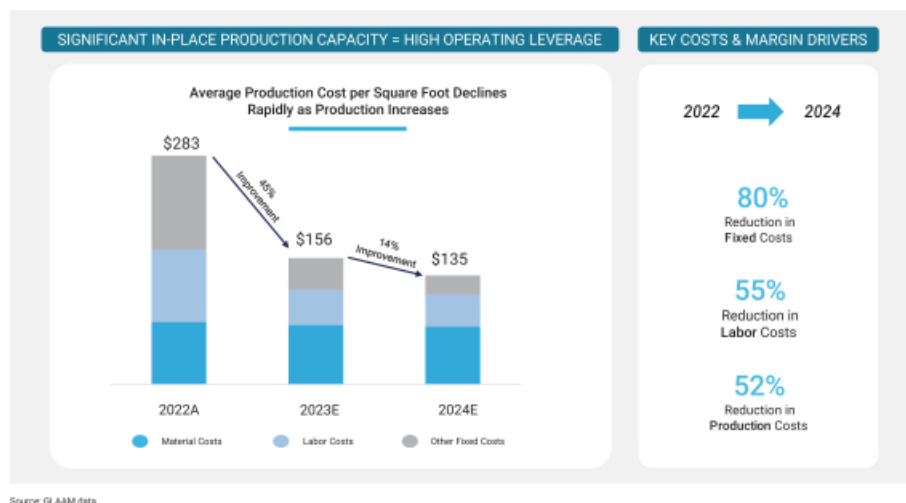 SIGNIFICANT IN-PLACE PRODUCTION CAPACITY = HIGH OPERATING LEVERAGE
Average Production Cost per Square Foot Declines
Rapidly as Production Increases
$283
45%
Improvement
$156
14%
Improvement
$135
2022A
2023E
2024E
Material Costs
Labor Costs
Other Fixed Costs
KEY COSTS & MARGIN DRIVERS
2022
2024
80%
Reduction in
Fixed Costs
55%
Reduction in
Labor Costs
52%
Reduction in
Production Costs
Source: GLAAM data